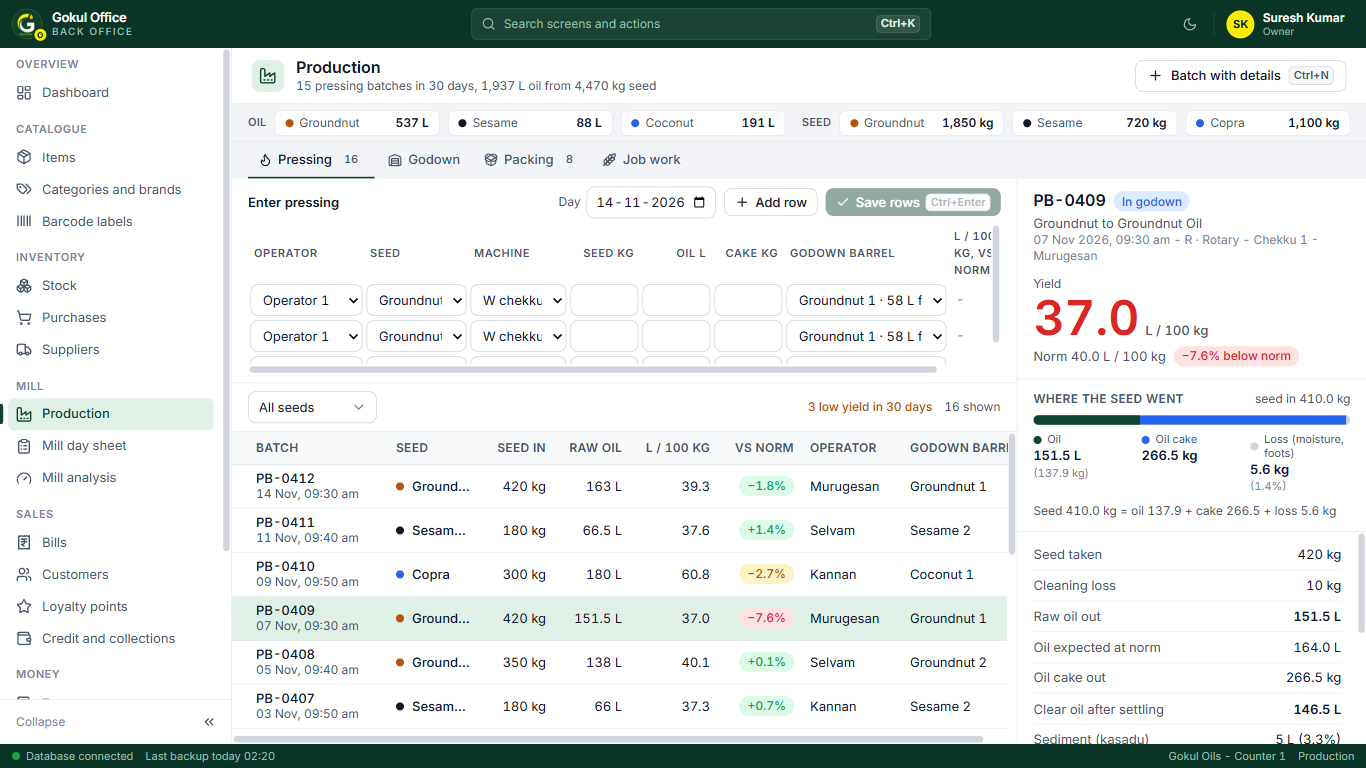 Gokul Office
BACK OFFICE
Search screens and actions Ctrl+K
SK Suresh Kumar
Owner
OVERVIEW
Dashboard
CATALOGUE
Items
Categories and brands
Barcode labels
INVENTORY
Stock
Purchases
Suppliers
MILL
Production
Mill day sheet
Mill analysis
SALES
Bills
Customers
Loyalty points
Credit and collections
MONEY
Collapse
Production
15 pressing batches in 30 days, 1,937 L oil from 4,470 kg seed
+ Batch with details Ctrl+N
OIL Groundnut 537 L Sesame 88 L Coconut 191 L SEED Groundnut 1,850 kg Sesame 720 kg Copra 1,100 kg
Pressing 16 Godown Packing 8 Job work
Enter pressing Day 14-11-2026 + Add row Save rows Ctrl+Enter
OPERATOR SEED MACHINE SEED KG OIL L CAKE KG GODOWN BARREL L / 100 KG, VS NORM
Operator 1 Groundnut W chekku Groundnut 1 · 58 L f -
Operator 1 Groundnut W chekku Groundnut 1 · 58 L f -
All seeds 3 low yield in 30 days 16 shown
BATCH SEED SEED IN RAW OIL L / 100 KG VS NORM OPERATOR GODOWN BARRE
PB-0412 Ground... 420 kg 163 L 39.3 −1.8% Murugesan Groundnut 1
14 Nov, 09:30 am
PB-0411 Sesam... 180 kg 66.5 L 37.6 +1.4% Selvam Sesame 2
11 Nov, 09:40 am
PB-0410 Copra 300 kg 180 L 60.8 −2.7% Kannan Coconut 1
09 Nov, 09:50 am
PB-0409 Ground... 420 kg 151.5 L 37.0 −7.6% Murugesan Groundnut 1
07 Nov, 09:30 am
PB-0408 Ground... 350 kg 138 L 40.1 +0.1% Selvam Groundnut 2
05 Nov, 09:40 am
PB-0407 Sesam... 180 kg 66 L 37.3 +0.7% Kannan Sesame 2
03 Nov, 09:50 am
PB-0409 In godown
Groundnut to Groundnut Oil
07 Nov 2026, 09:30 am - R · Rotary - Chekku 1 -
Murugesan
Yield
37.0 L / 100 kg
Norm 40.0 L / 100 kg −7.6% below norm
WHERE THE SEED WENT seed in 410.0 kg
Oil
151.5 L
(137.9 kg)
Oil cake
266.5 kg
Loss (moisture,
foots)
5.6 kg
(1.4%)
Seed 410.0 kg = oil 137.9 + cake 266.5 + loss 5.6 kg
Seed taken 420 kg
Cleaning loss 10 kg
Raw oil out 151.5 L
Oil expected at norm 164.0 L
Oil cake out 266.5 kg
Clear oil after settling 146.5 L
Sediment (kasadu) 5 L (3.3%)
Database connected Last backup today 02:20
Gokul Oils - Counter 1 Production